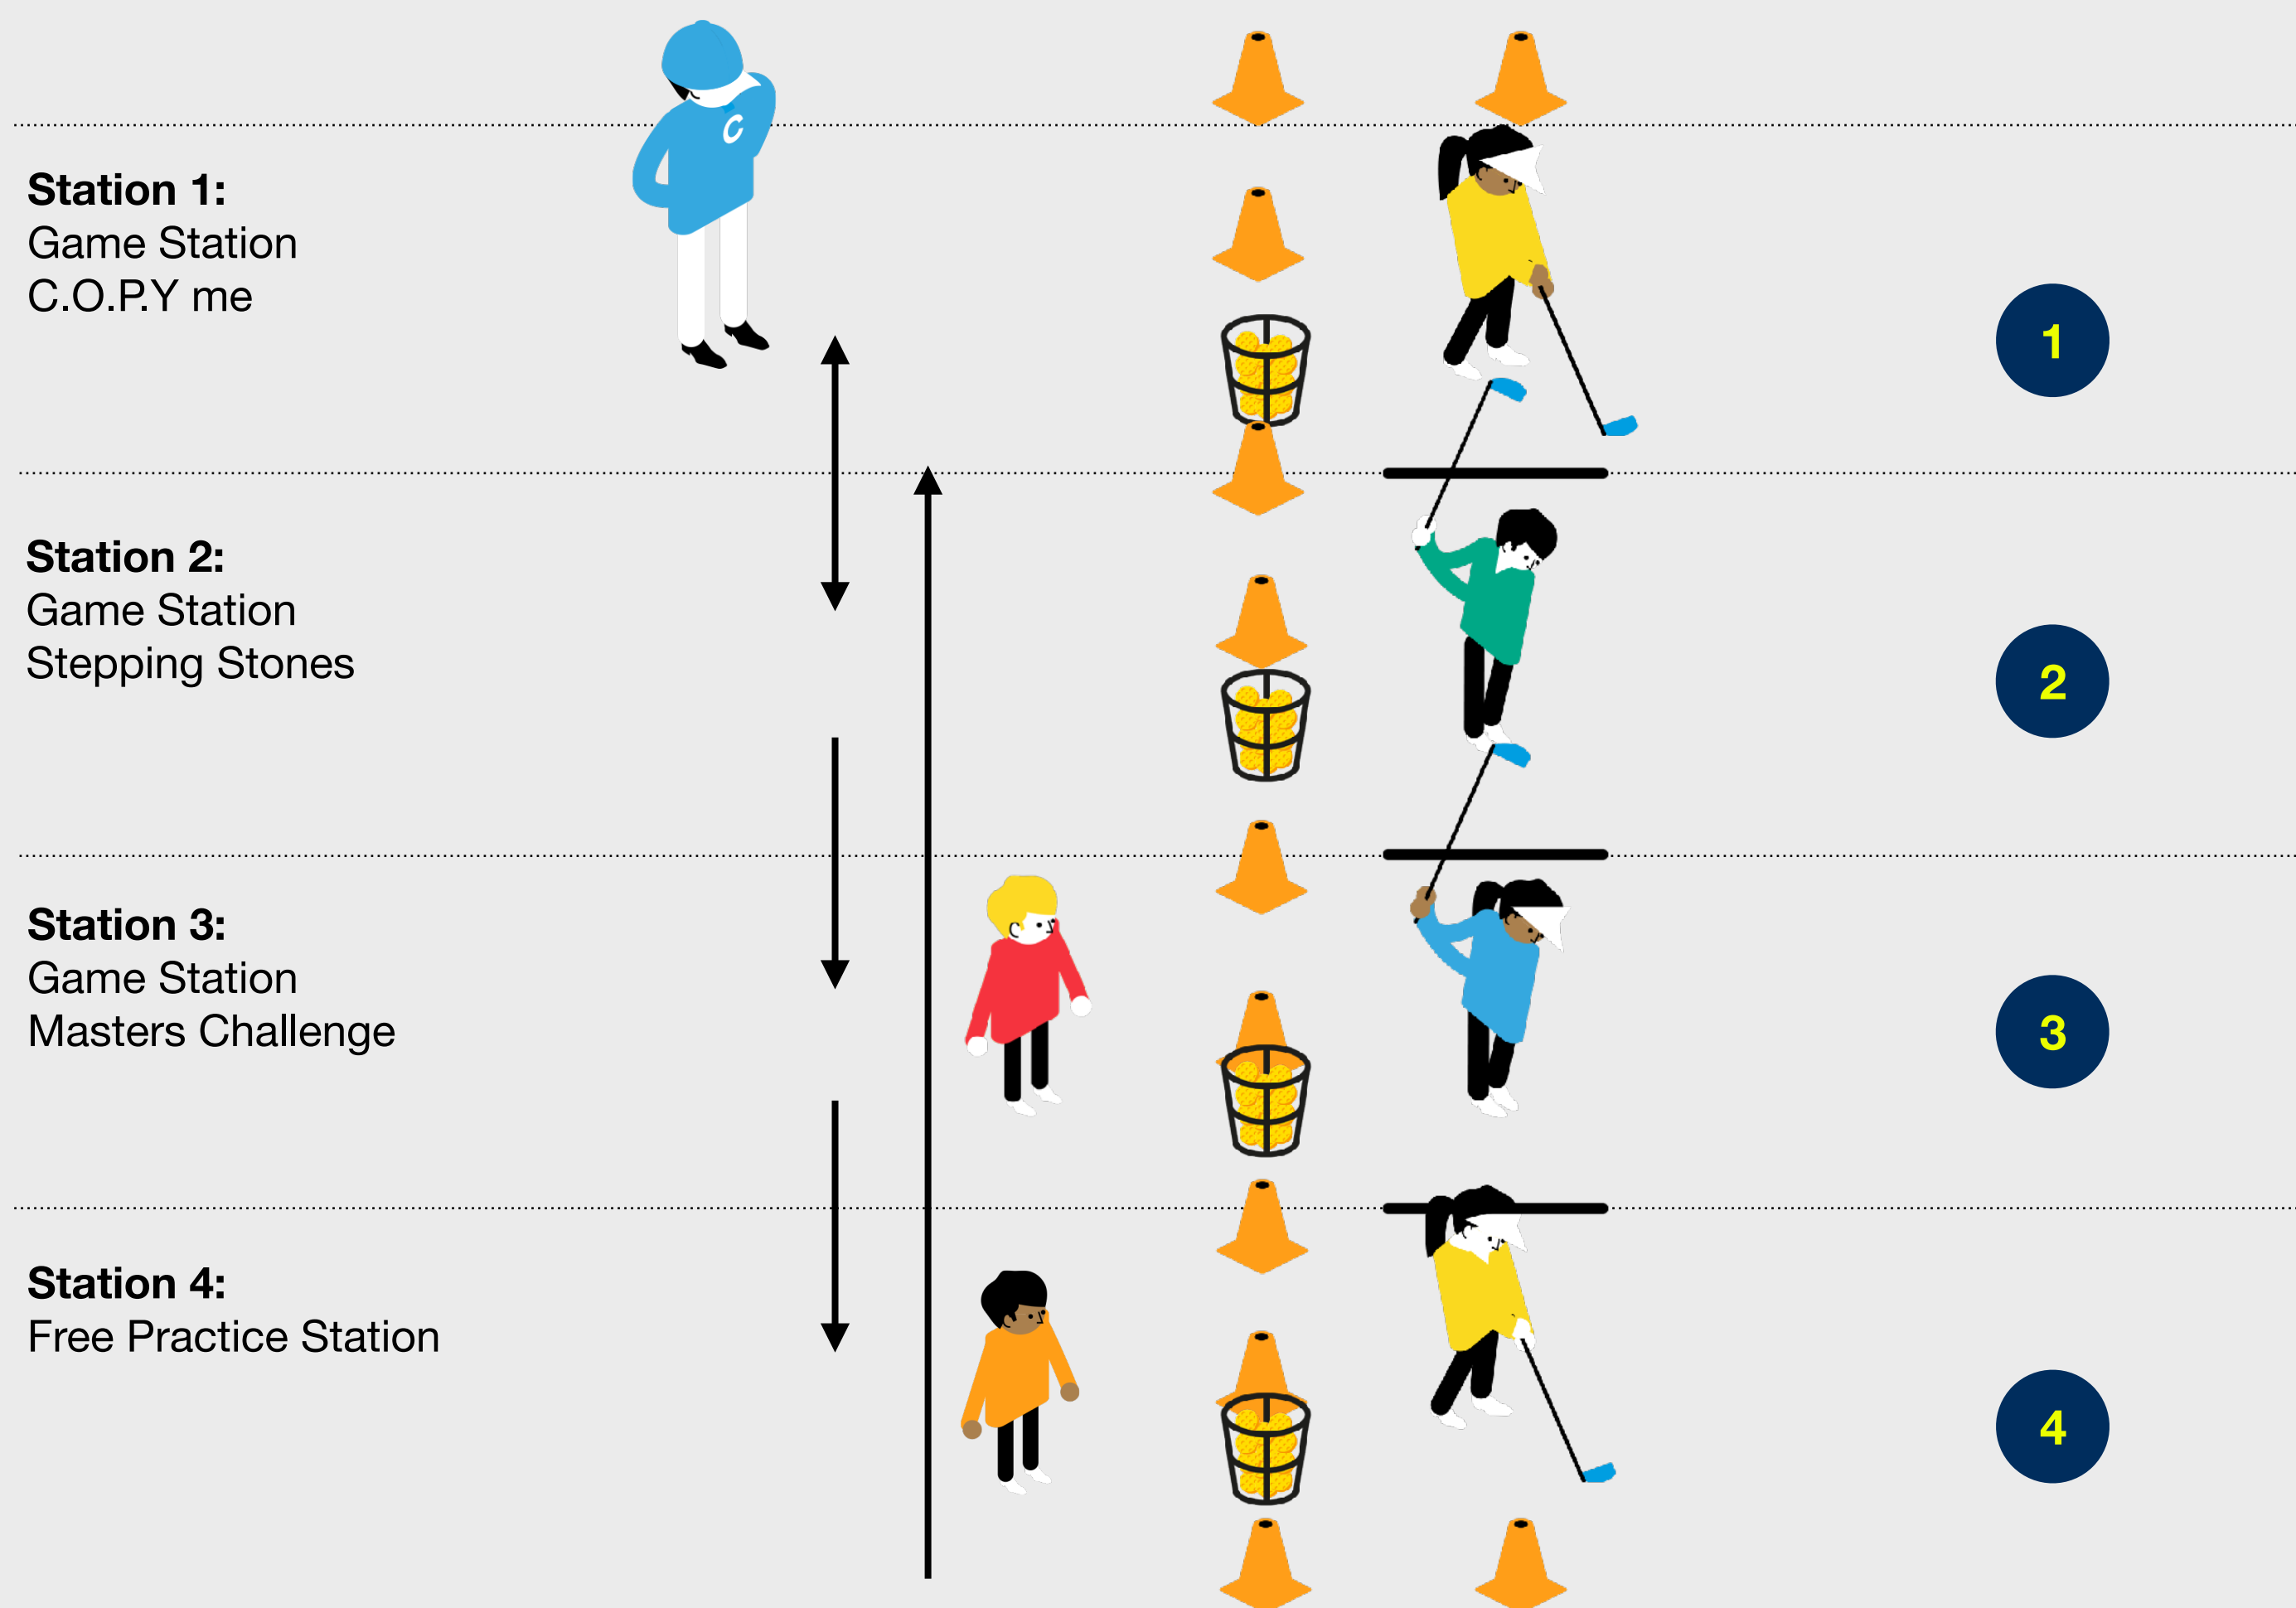 Station 1:
Game Station
C.O.P.Y me
C
1
Station 2:
Game Station
Stepping Stones
2
Station 3:
Game Station
Masters Challenge
3
Station 4:
Free Practice Station
4